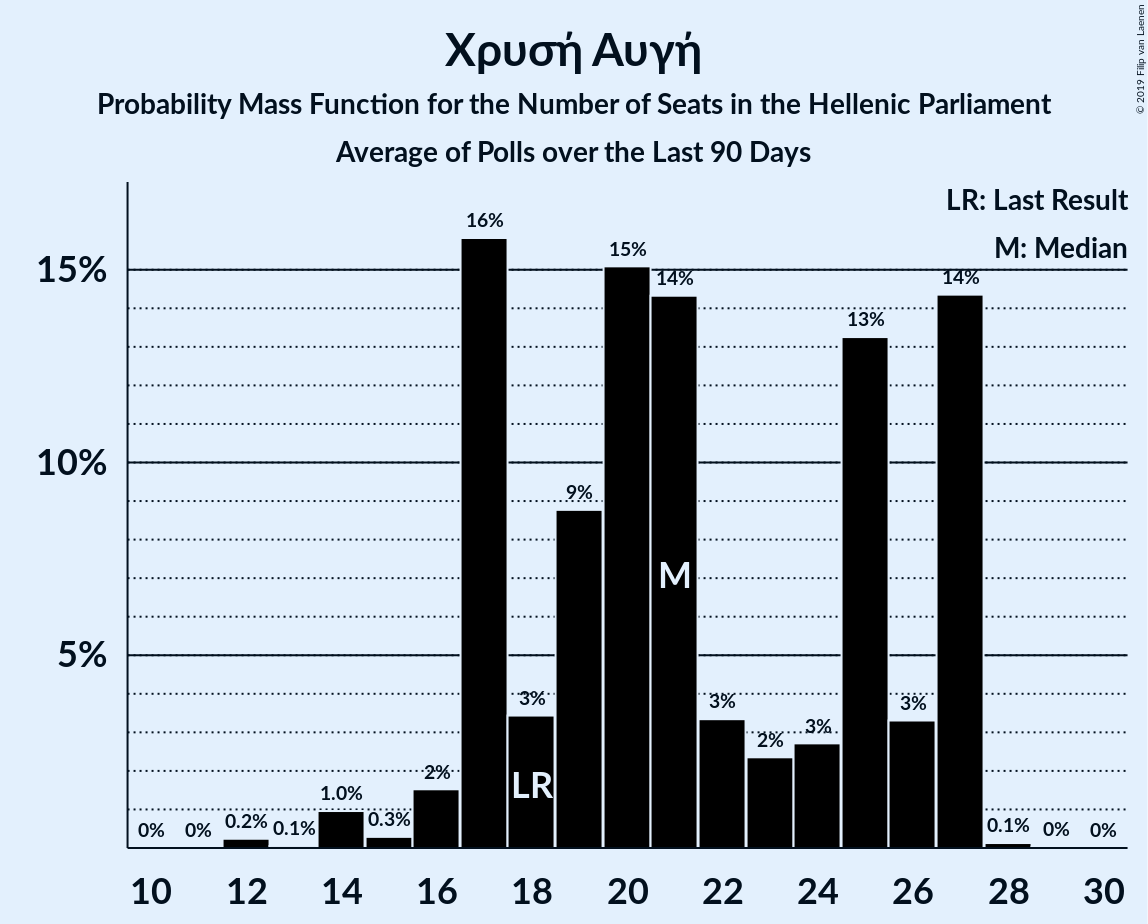 Χρυσή Αυγή
Probability Mass Function for the Number of Seats in the Hellenic Parliament
Average of Polls over the Last 90 Days
© 2019 Filip van Laenen
LR: Last Result
M: Median
15%
10%
5%
0%
0%
0.2%
0.1%
1.0%
0.3%
2%
16%
3%
9%
15%
14%
3%
2%
3%
13%
3%
14%
0.1%
0%
0%
LR
M
10 12 14 16 18 20 22 24 26 28 30